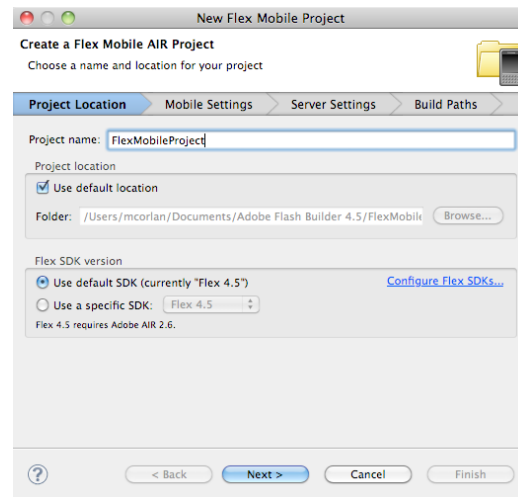 New Flex Mobile Project
Create a Flex Mobile AIR Project
Choose a name and location for your project
Project Location Mobile Settings Server Settings Build Paths
Project name: FlexMobileProject
Project location
Use default location
Folder: /Users/mcorlan/Documents/Adobe Flash Builder 4.5/FlexMobile Browse...
Flex SDK version
Use default SDK (currently "Flex 4.5") Configure Flex SDKs...
Use a specific SDK: Flex 4.5
Flex 4.5 requires Adobe AIR 2.6.
? < Back Next > Cancel Finish